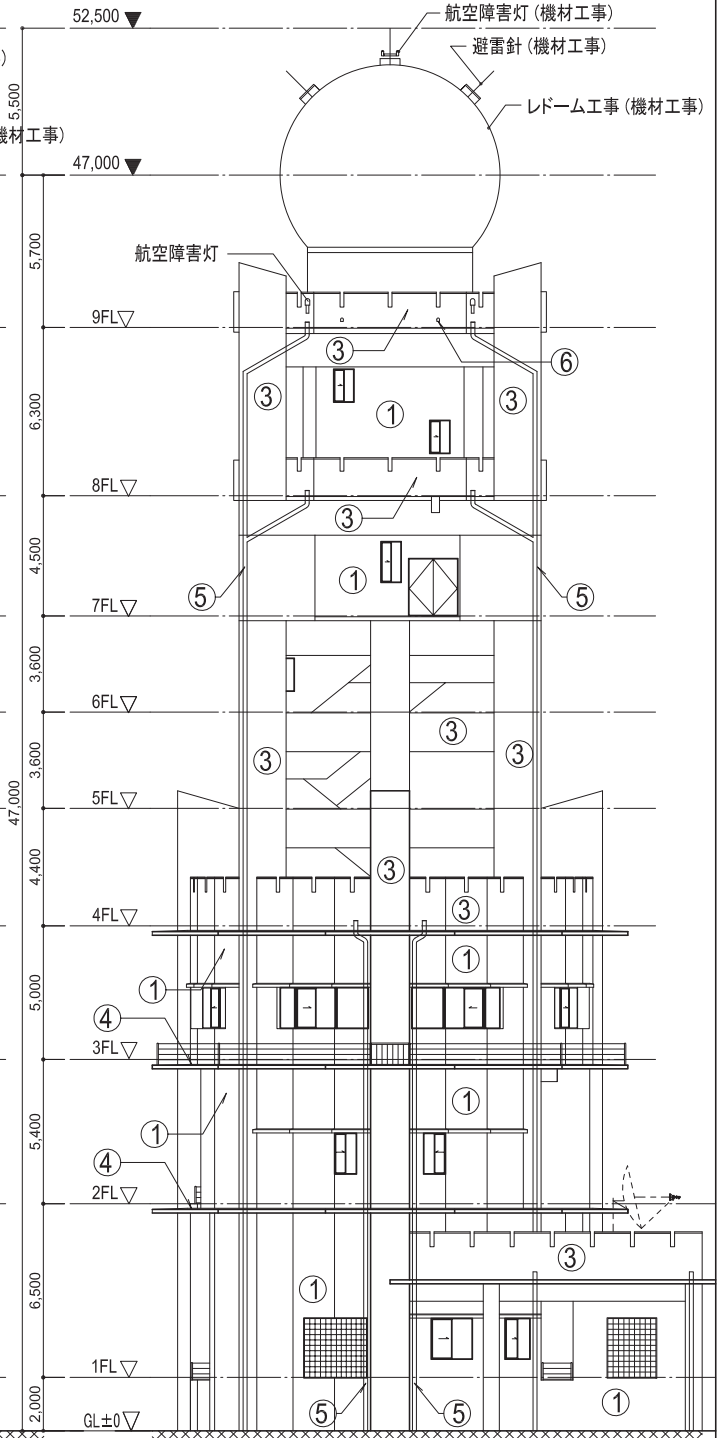 52,500
航空障害灯 (機材工事)
避雷針 (機材工事)
)
5,500
レドーム工事 (機材工事)
機材工事)
47,000
5,700
航空障害灯
9FL
③
③
⑥
6,300
③
①
③
8FL
③
4,500
①
⑤
⑤
7FL
3,600
6FL
③
3,600
③
③
47,000
5FL
4,400
③
③
4FL
①
5,000
①
④
3FL
①
5,400
①
④
2FL
③
6,500
①
1FL
①
2,000
⑤
⑤
GL±0